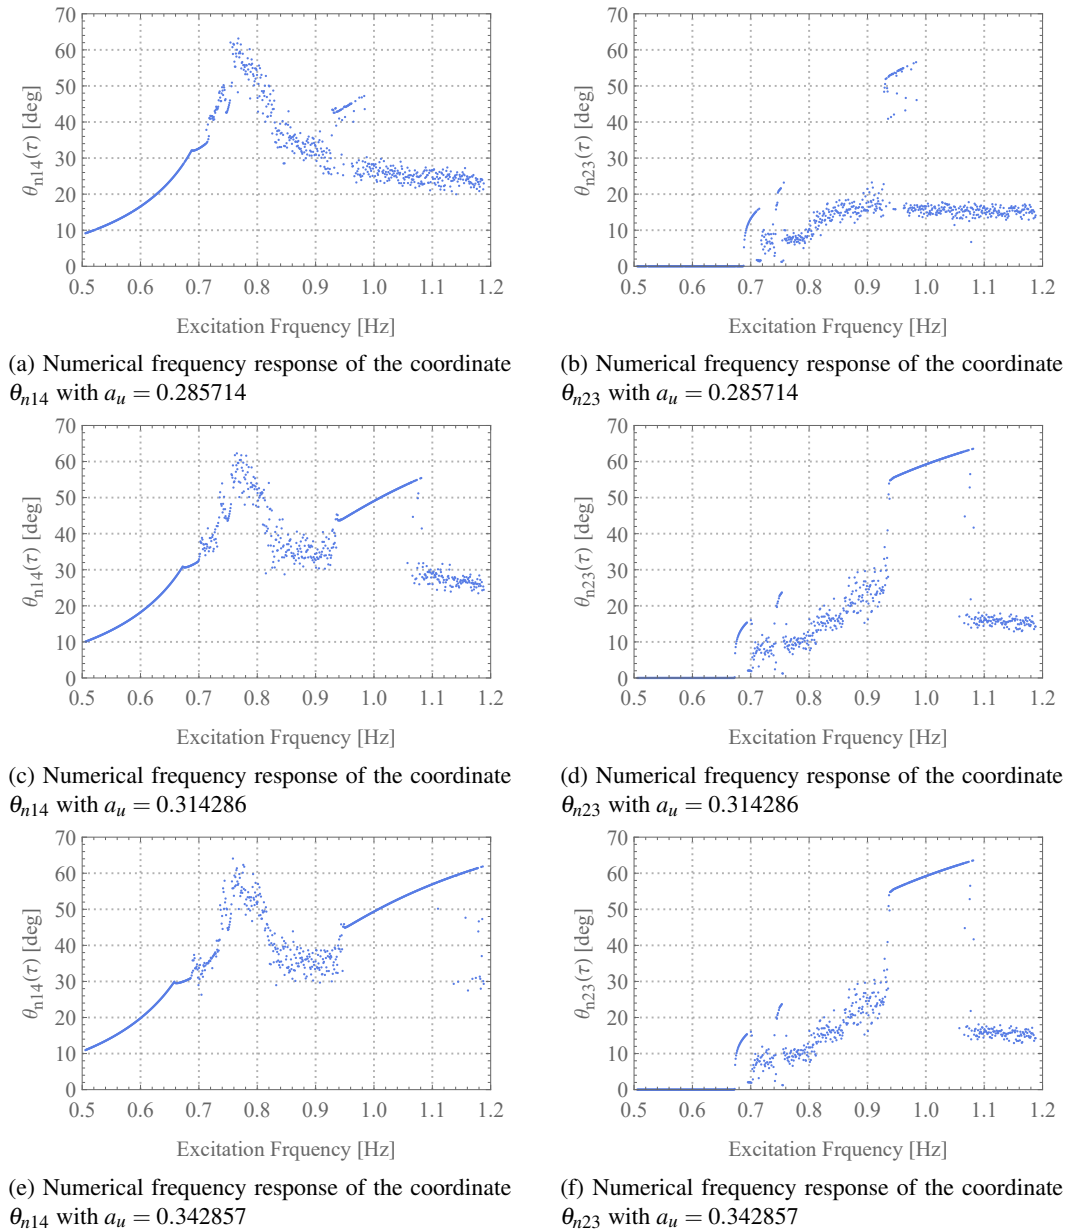 70
60
50
40
30
20
10
0
θn14(τ) [deg]
0.5 0.6 0.7 0.8 0.9 1.0 1.1 1.2
Excitation Frquency [Hz]
70
60
50
40
30
20
10
0
θn23(τ) [deg]
0.5 0.6 0.7 0.8 0.9 1.0 1.1 1.2
Excitation Frquency [Hz]
(a) Numerical frequency response of the coordinate
θn14 with au = 0.285714
(b) Numerical frequency response of the coordinate
θn23 with au = 0.285714
70
60
50
40
30
20
10
0
θn14(τ) [deg]
0.5 0.6 0.7 0.8 0.9 1.0 1.1 1.2
Excitation Frquency [Hz]
70
60
50
40
30
20
10
0
θn23(τ) [deg]
0.5 0.6 0.7 0.8 0.9 1.0 1.1 1.2
Excitation Frquency [Hz]
(c) Numerical frequency response of the coordinate
θn14 with au = 0.314286
(d) Numerical frequency response of the coordinate
θn23 with au = 0.314286
70
60
50
40
30
20
10
0
θn14(τ) [deg]
0.5 0.6 0.7 0.8 0.9 1.0 1.1 1.2
Excitation Frquency [Hz]
70
60
50
40
30
20
10
0
θn23(τ) [deg]
0.5 0.6 0.7 0.8 0.9 1.0 1.1 1.2
Excitation Frquency [Hz]
(e) Numerical frequency response of the coordinate
θn14 with au = 0.342857
(f) Numerical frequency response of the coordinate
θn23 with au = 0.342857